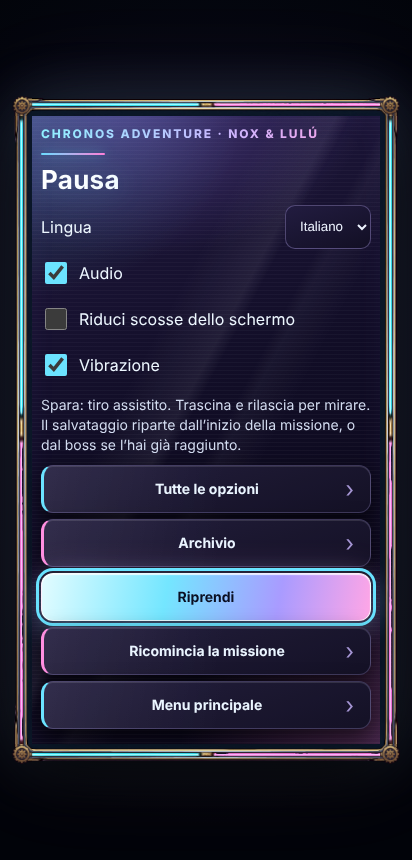 CHRONOS ADVENTURE · NOX & LULÚ
Pausa
Lingua
Italiano
Audio
Riduci scosse dello schermo
Vibrazione
Spara: tiro assistito. Trascina e rilascia per mirare.
Il salvataggio riparte dall’inizio della missione, o
dal boss se l’hai già raggiunto.
Tutte le opzioni
Archivio
Riprendi
Ricomincia la missione
Menu principale